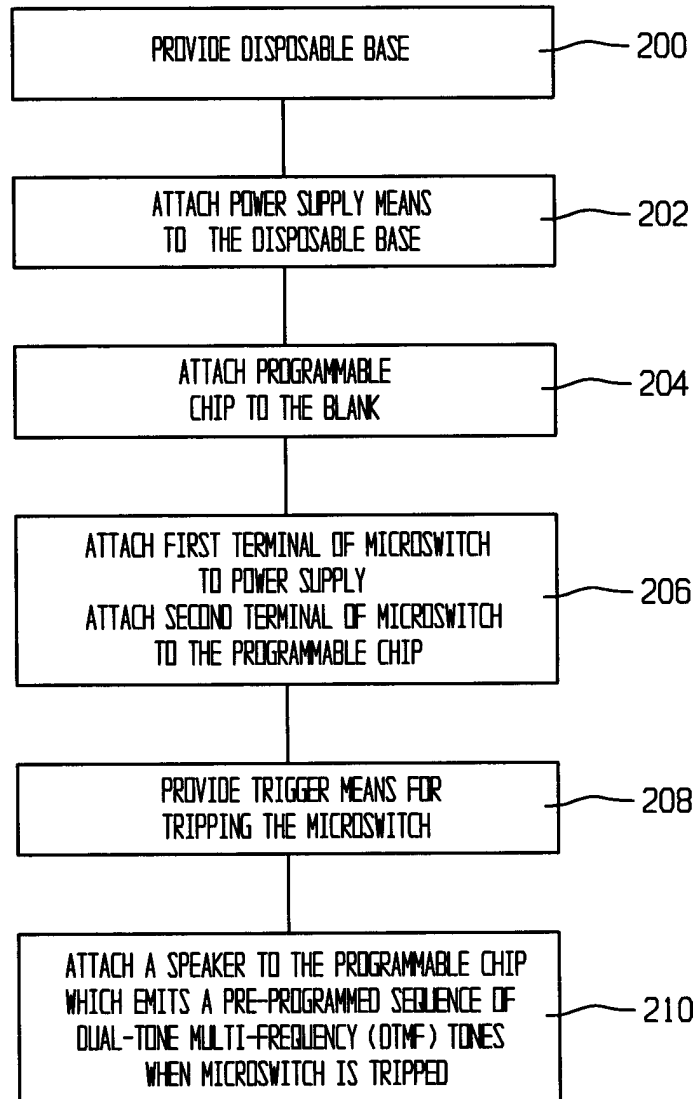 PROVIDE DISPOSABLE BASE
200
ATTACH POWER SUPPLY MEANS
TO THE DISPOSABLE BASE
202
ATTACH PROGRAMMABLE
CHIP TO THE BLANK
204
ATTACH FIRST TERMINAL OF MICROSWITCH
TO POWER SUPPLY
ATTACH SECOND TERMINAL OF MICROSWITCH
TO THE PROGRAMMABLE CHIP
206
PROVIDE TRIGGER MEANS FOR
TRIPPING THE MICROSWITCH
208
ATTACH A SPEAKER TO THE PROGRAMMABLE CHIP
WHICH EMITS A PRE-PROGRAMMED SEQUENCE OF
DUAL-TONE MULTI-FREQUENCY (DTMF) TONES
WHEN MICROSWITCH IS TRIPPED
210